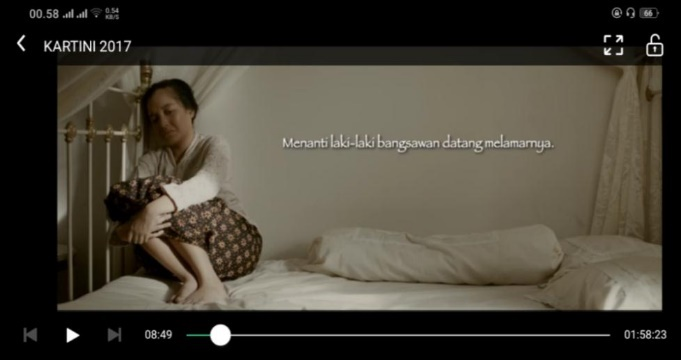 00.58
0.54
KB/S
66
KARTINI 2017
Menanti laki-laki bangsawan datang melamarnya.
08:49
01:58:23